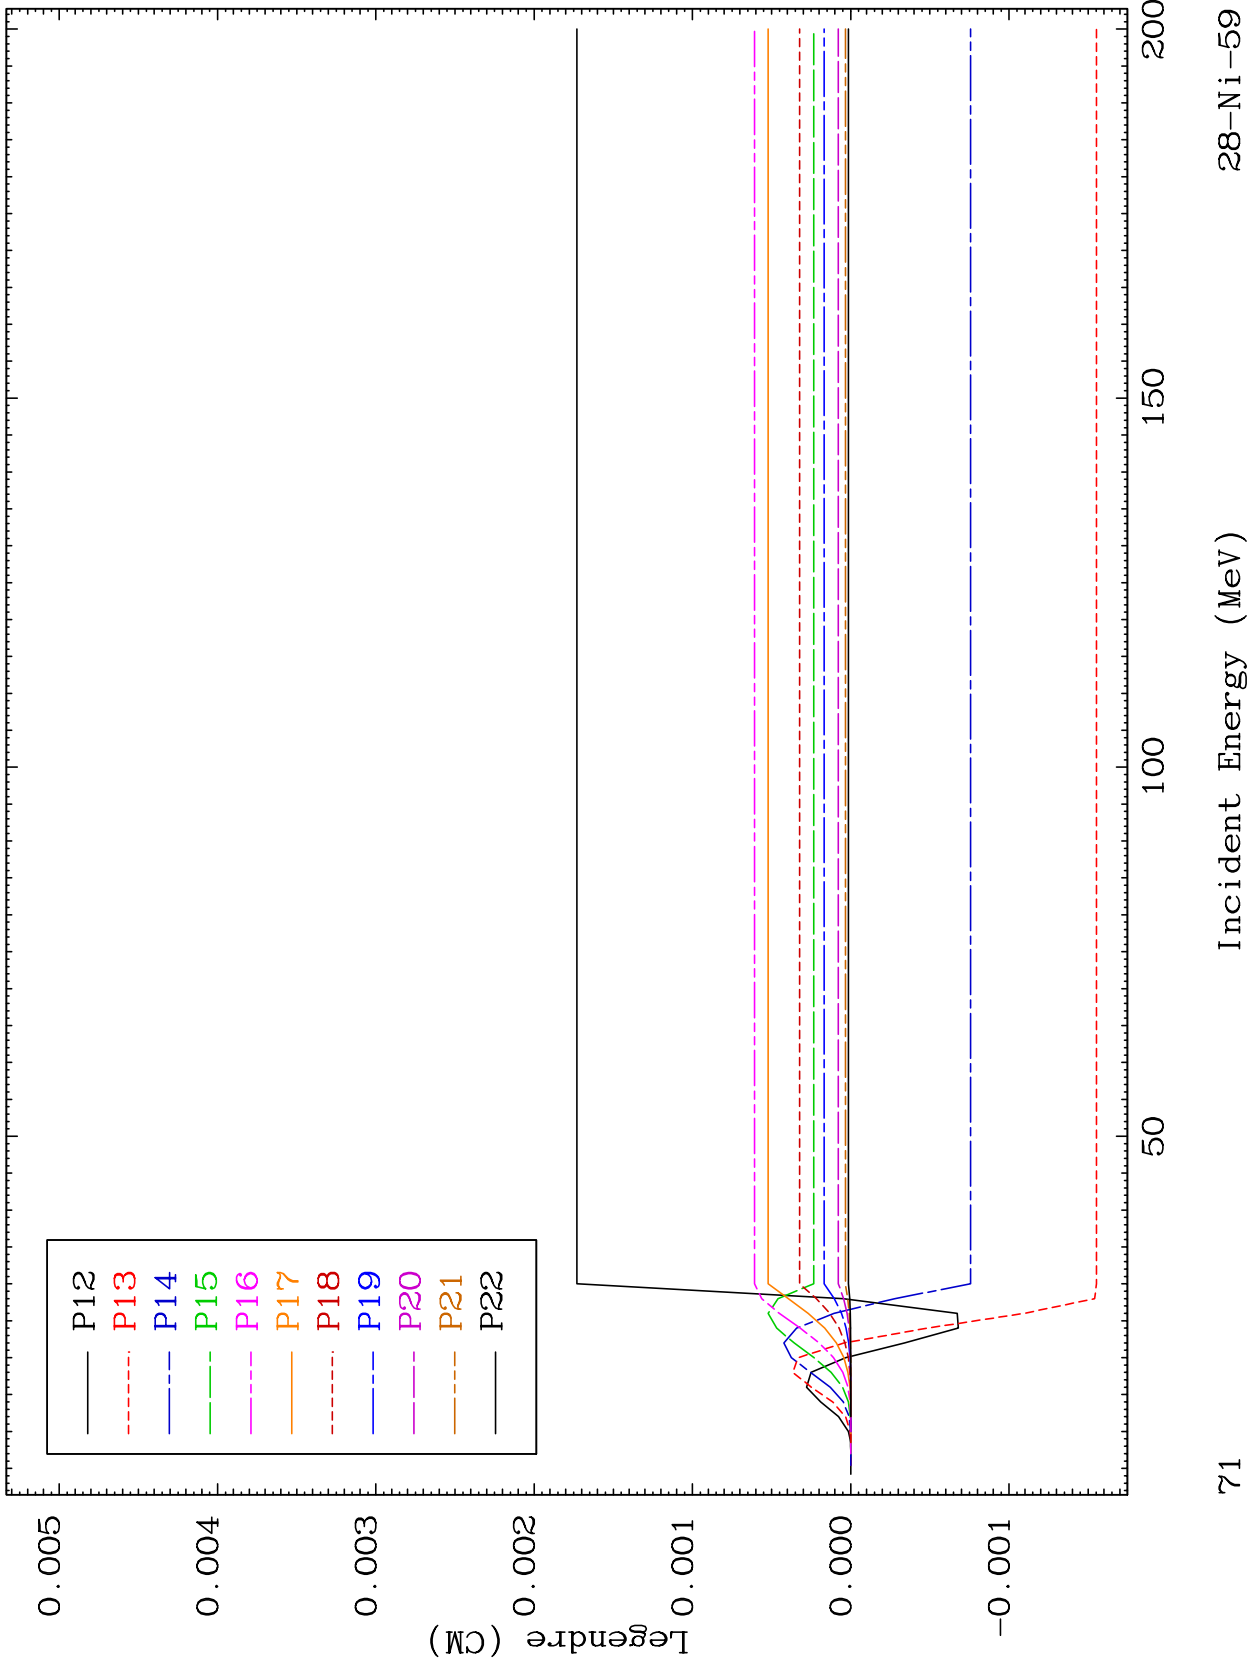 0.005
0.004
0.003
0.002
0.001
0.000
-0.001
Legendre (CM)
P12
P13
P14
P15
P16
P17
P18
P19
P20
P21
P22
50
100
150
200
71
Incident Energy (MeV)
28-Ni-59